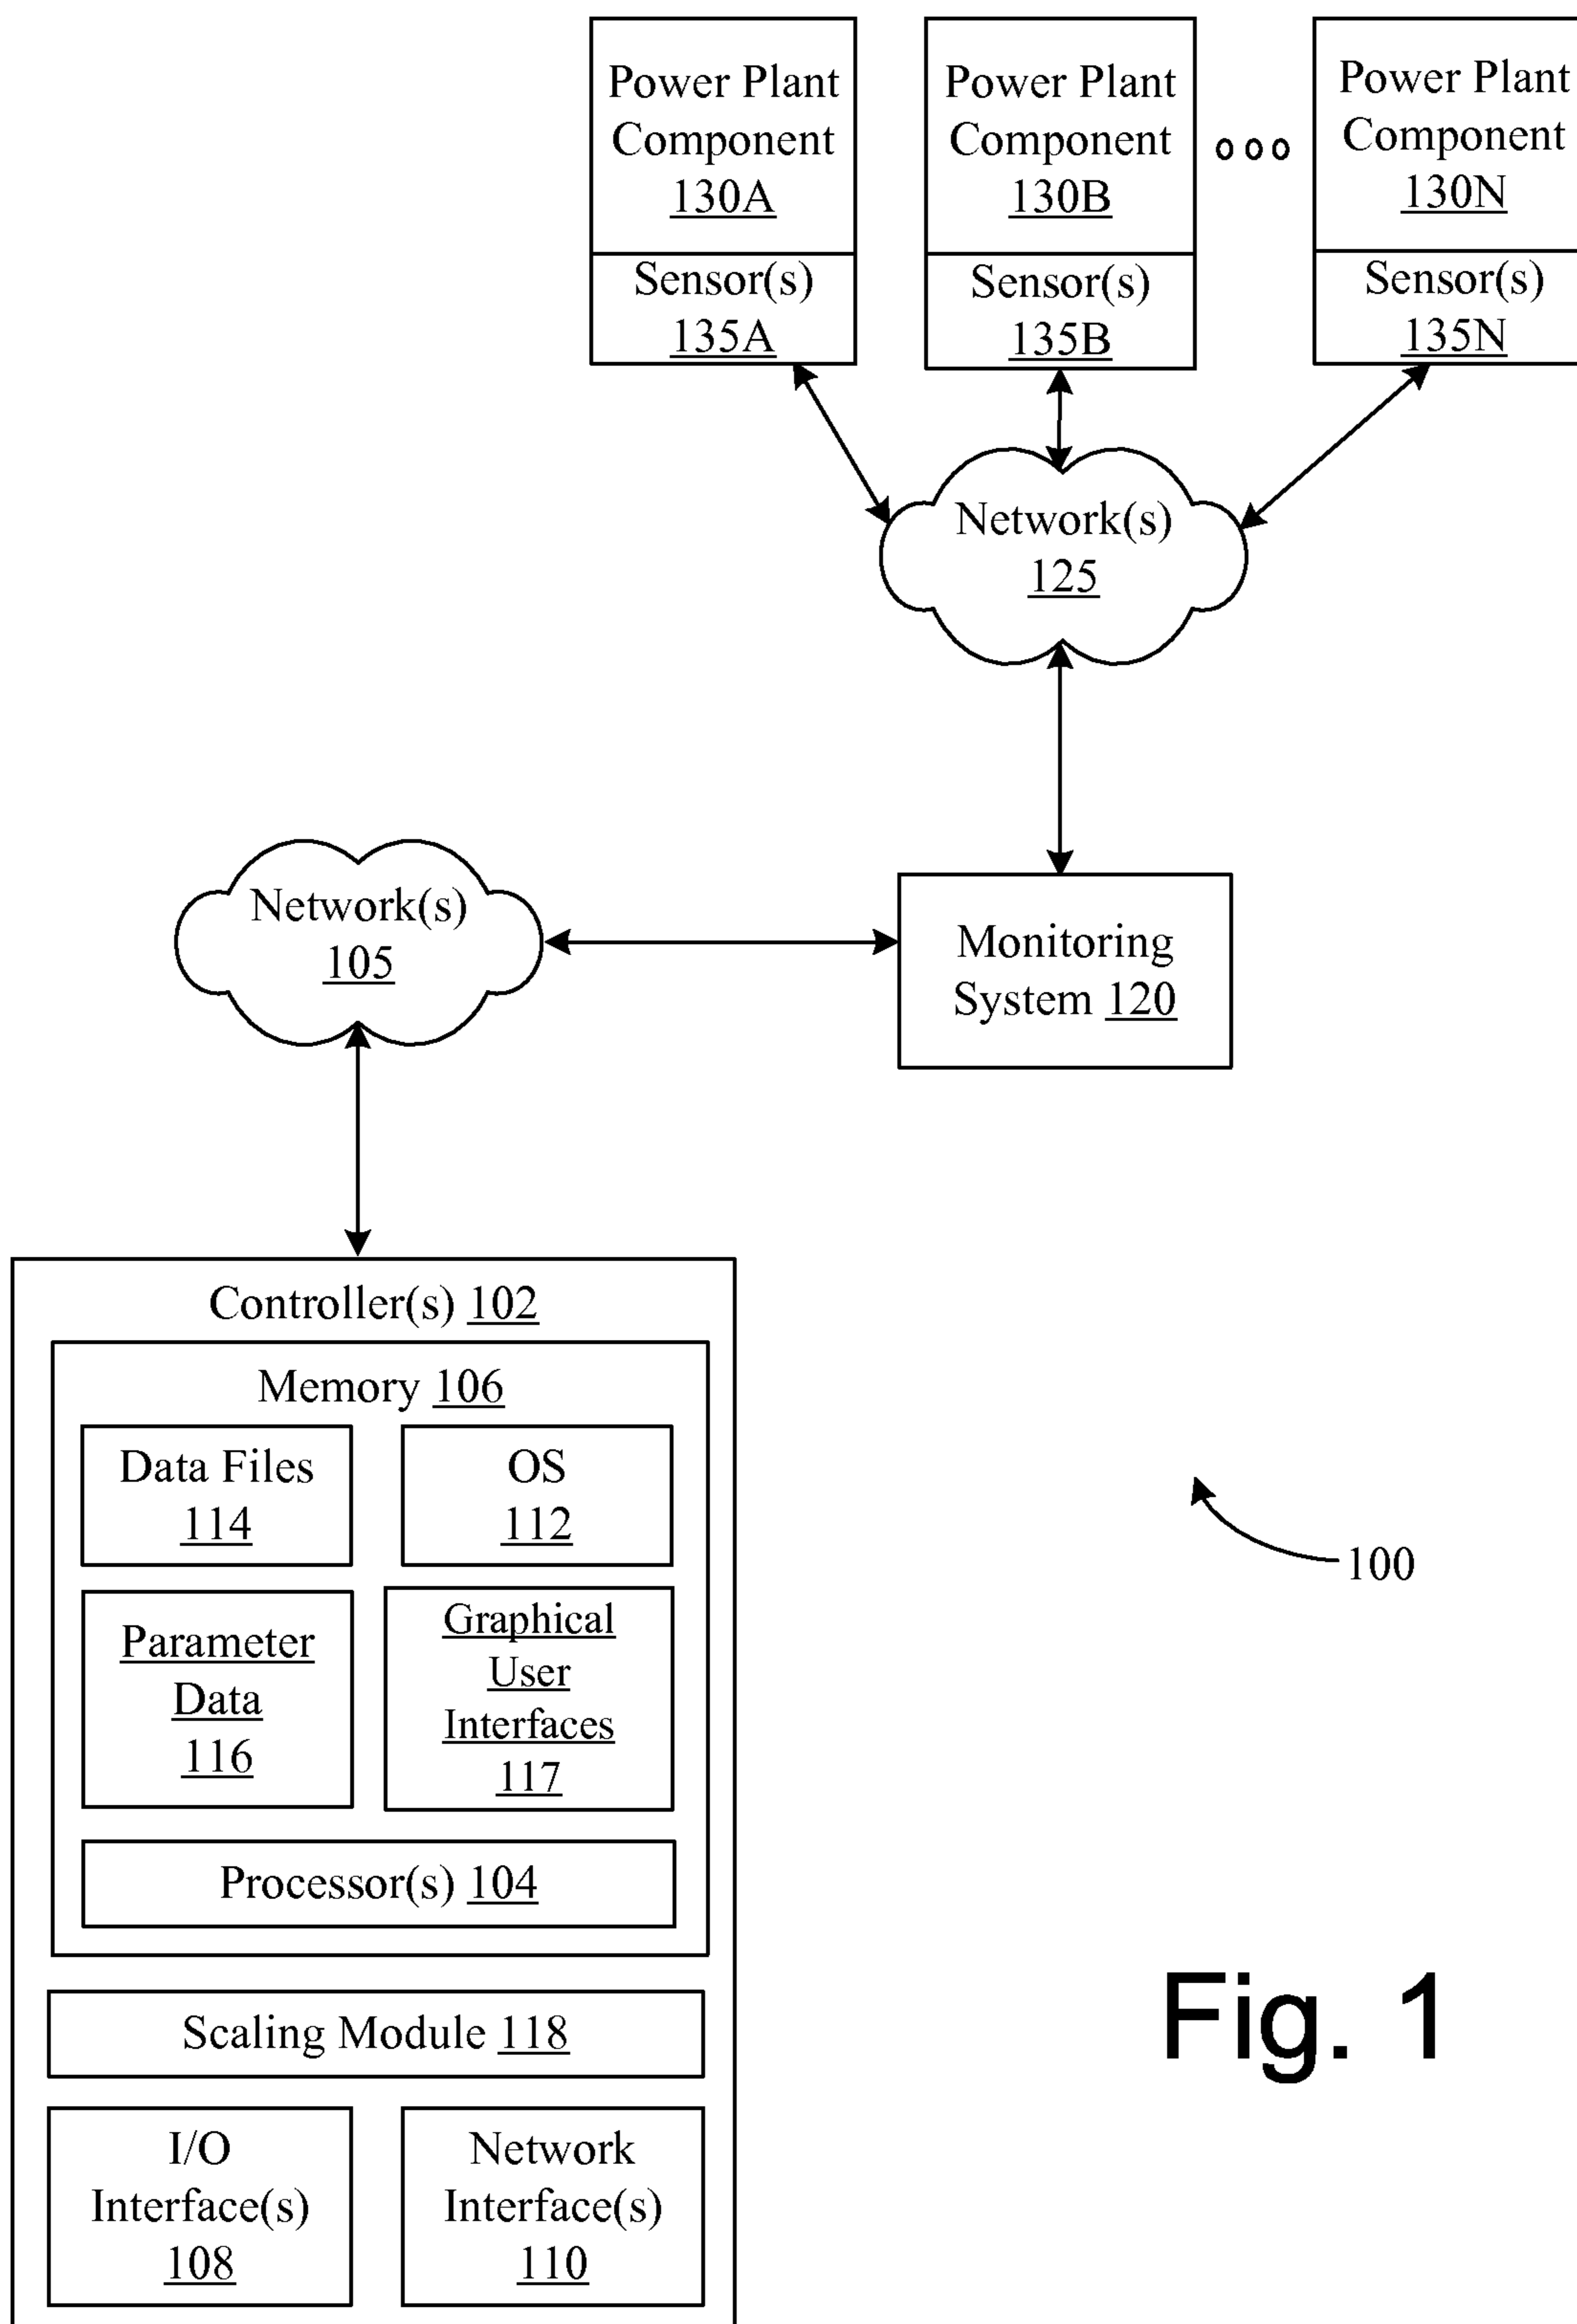 Power Plant
Component
130A
Sensor(s)
135A
Power Plant
Component
130B
Sensor(s)
135B
Power Plant
Component
130N
Sensor(s)
135N
Network(s)
125
Network(s)
105
Monitoring
System 120
Controller(s) 102
Memory 106
Data Files
114
OS
112
Parameter
Data
116
Graphical
User
Interfaces
117
Processor(s) 104
Scaling Module 118
I/O
Interface(s)
108
Network
Interface(s)
110
100
Fig. 1